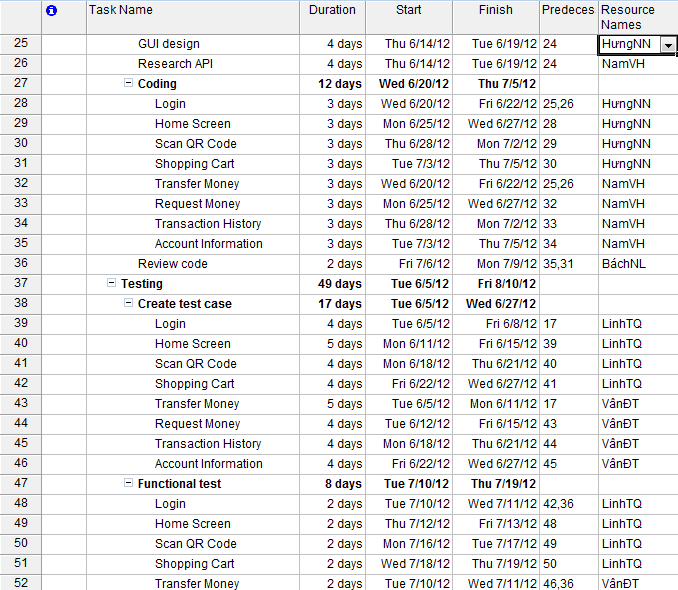 Task Name Duration Start Finish Predeces Resource Names
25 GUI design 4 days Thu 6/14/12 Tue 6/19/12 24 HưngNN
26 Research API 4 days Thu 6/14/12 Tue 6/19/12 24 NamVH
27 Coding 12 days Wed 6/20/12 Thu 7/5/12
28 Login 3 days Wed 6/20/12 Fri 6/22/12 25,26 HưngNN
29 Home Screen 3 days Mon 6/25/12 Wed 6/27/12 28 HưngNN
30 Scan QR Code 3 days Thu 6/28/12 Mon 7/2/12 29 HưngNN
31 Shopping Cart 3 days Tue 7/3/12 Thu 7/5/12 30 HưngNN
32 Transfer Money 3 days Wed 6/20/12 Fri 6/22/12 25,26 NamVH
33 Request Money 3 days Mon 6/25/12 Wed 6/27/12 32 NamVH
34 Transaction History 3 days Thu 6/28/12 Mon 7/2/12 33 NamVH
35 Account Information 3 days Tue 7/3/12 Thu 7/5/12 34 NamVH
36 Review code 2 days Fri 7/6/12 Mon 7/9/12 35,31 BáchNL
37 Testing 49 days Tue 6/5/12 Fri 8/10/12
38 Create test case 17 days Tue 6/5/12 Wed 6/27/12
39 Login 4 days Tue 6/5/12 Fri 6/8/12 17 LinhTQ
40 Home Screen 5 days Mon 6/11/12 Fri 6/15/12 39 LinhTQ
41 Scan QR Code 4 days Mon 6/18/12 Thu 6/21/12 40 LinhTQ
42 Shopping Cart 4 days Fri 6/22/12 Wed 6/27/12 41 LinhTQ
43 Transfer Money 5 days Tue 6/5/12 Mon 6/11/12 17 VânĐT
44 Request Money 4 days Tue 6/12/12 Fri 6/15/12 43 VânĐT
45 Transaction History 4 days Mon 6/18/12 Thu 6/21/12 44 VânĐT
46 Account Information 4 days Fri 6/22/12 Wed 6/27/12 45 VânĐT
47 Functional test 8 days Tue 7/10/12 Thu 7/19/12
48 Login 2 days Tue 7/10/12 Wed 7/11/12 42,36 LinhTQ
49 Home Screen 2 days Thu 7/12/12 Fri 7/13/12 48 LinhTQ
50 Scan QR Code 2 days Mon 7/16/12 Tue 7/17/12 49 LinhTQ
51 Shopping Cart 2 days Wed 7/18/12 Thu 7/19/12 50 LinhTQ
52 Transfer Money 2 days Tue 7/10/12 Wed 7/11/12 46,36 VânĐT